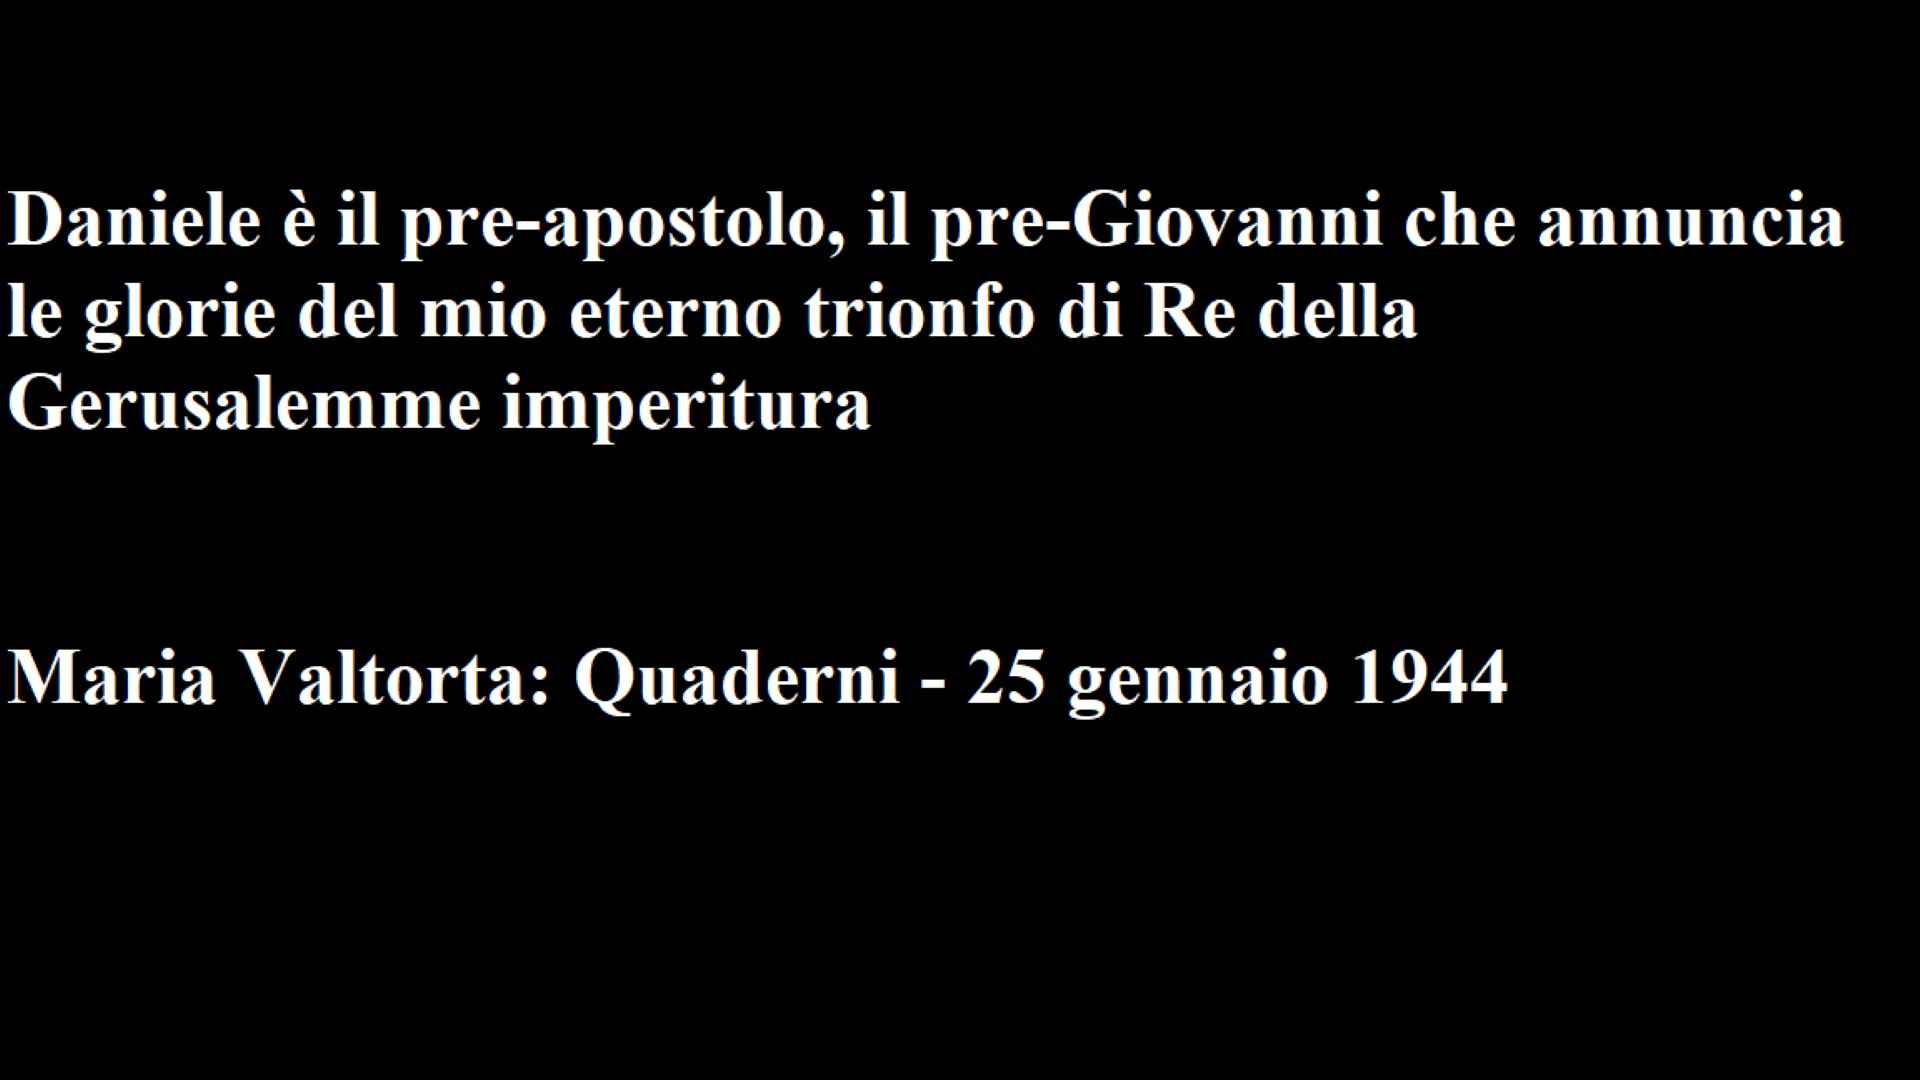 Daniele è il pre-apostolo, il pre-Giovanni che annuncia
le glorie del mio eterno trionfo di Re della
Gerusalemme imperitura
Maria Valtorta: Quaderni - 25 gennaio 1944